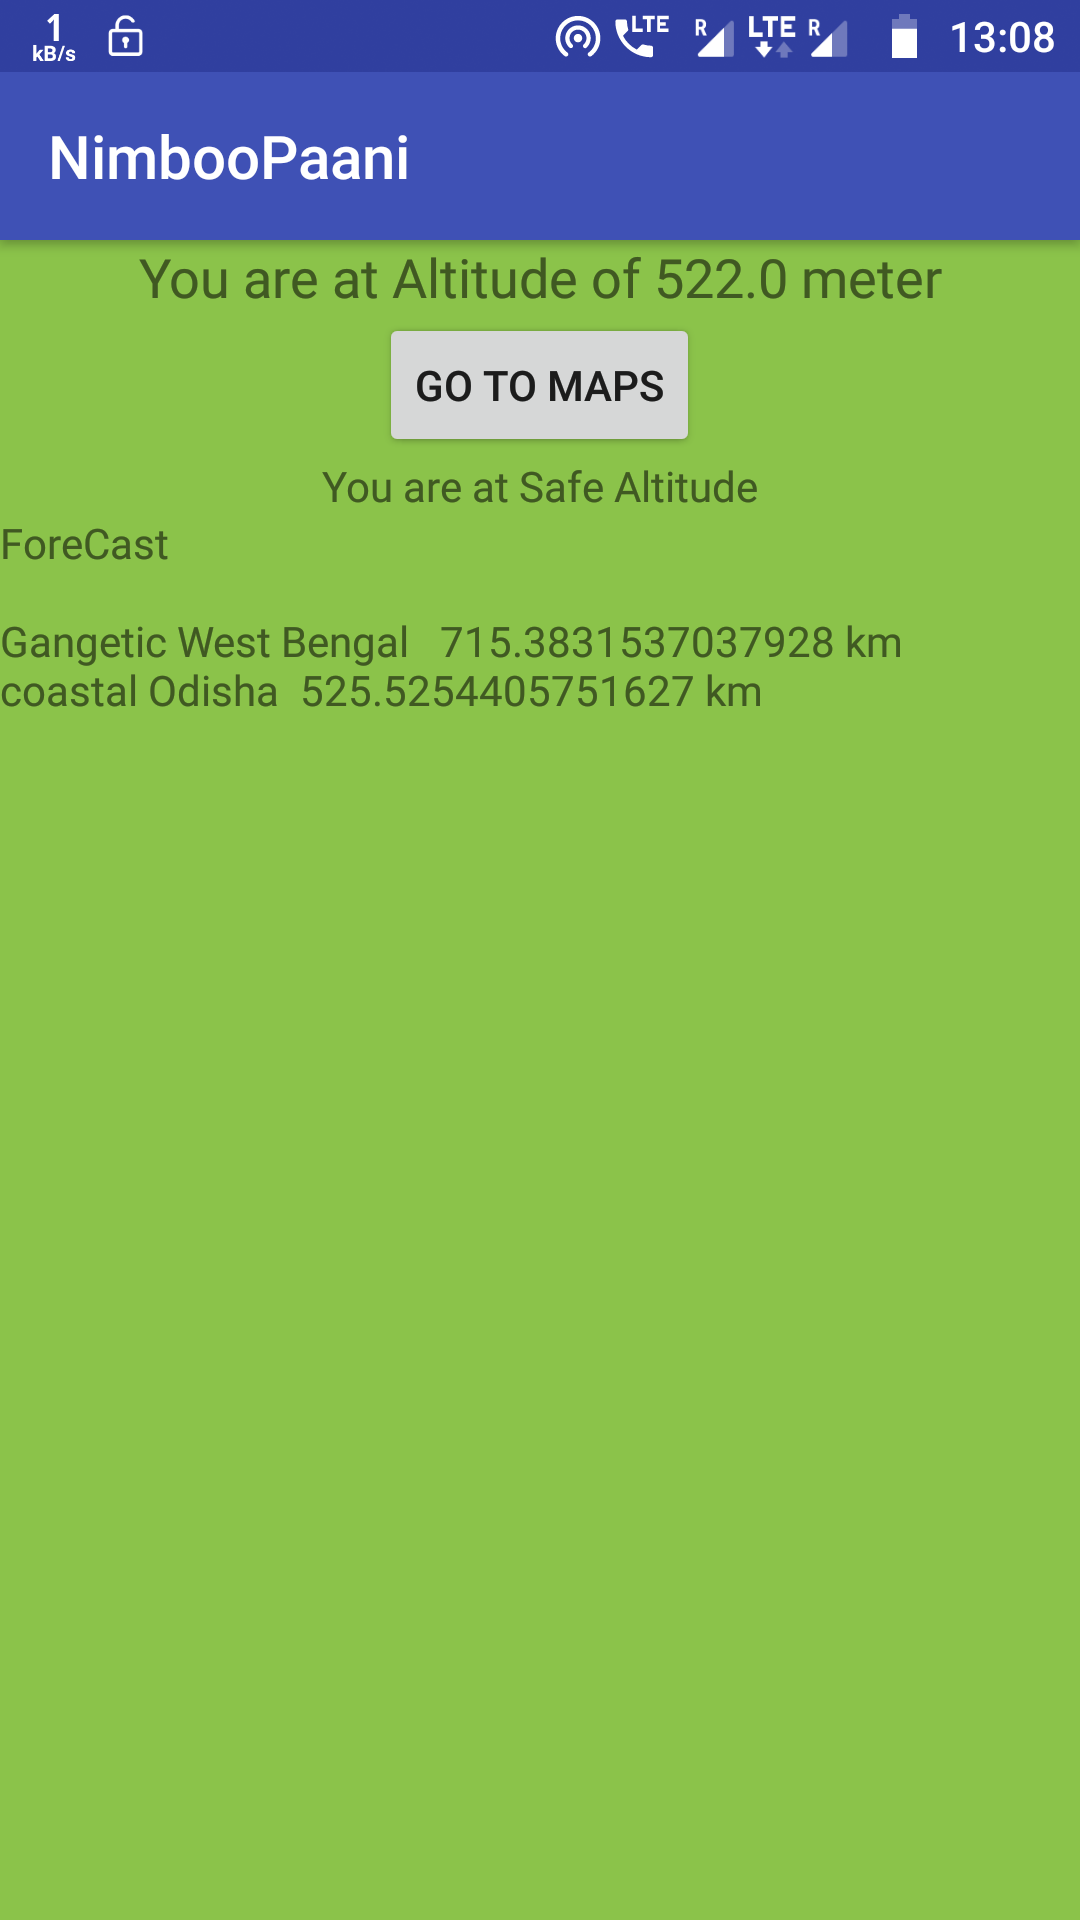 1
kB/s
LTE
R
LTE
R
13:08
NimbooPaani
You are at Altitude of 522.0 meter
GO TO MAPS
You are at Safe Altitude
ForeCast
Gangetic West Bengal 715.3831537037928 km
coastal Odisha 525.5254405751627 km